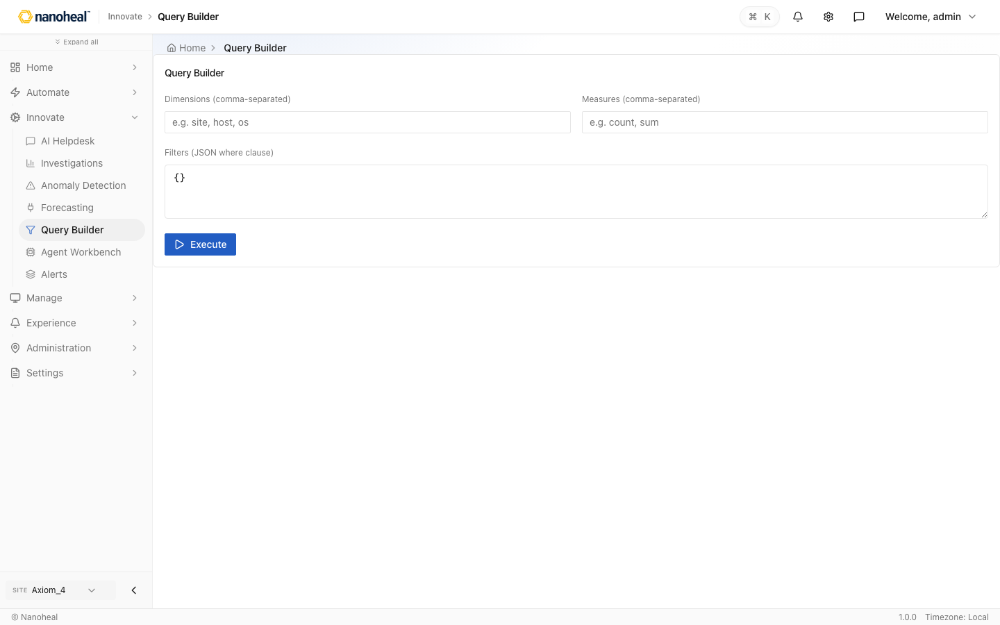 nanoheal™
Innovate > Query Builder
⌘ K
Welcome, admin
Expand all
Home
Automate
Innovate
AI Helpdesk
Investigations
Anomaly Detection
Forecasting
Query Builder
Agent Workbench
Alerts
Manage
Experience
Administration
Settings
SITE Axiom_4
Home > Query Builder
Query Builder
Dimensions (comma-separated)
e.g. site, host, os
Measures (comma-separated)
e.g. count, sum
Filters (JSON where clause)
{}
Execute
© Nanoheal
1.0.0 Timezone: Local